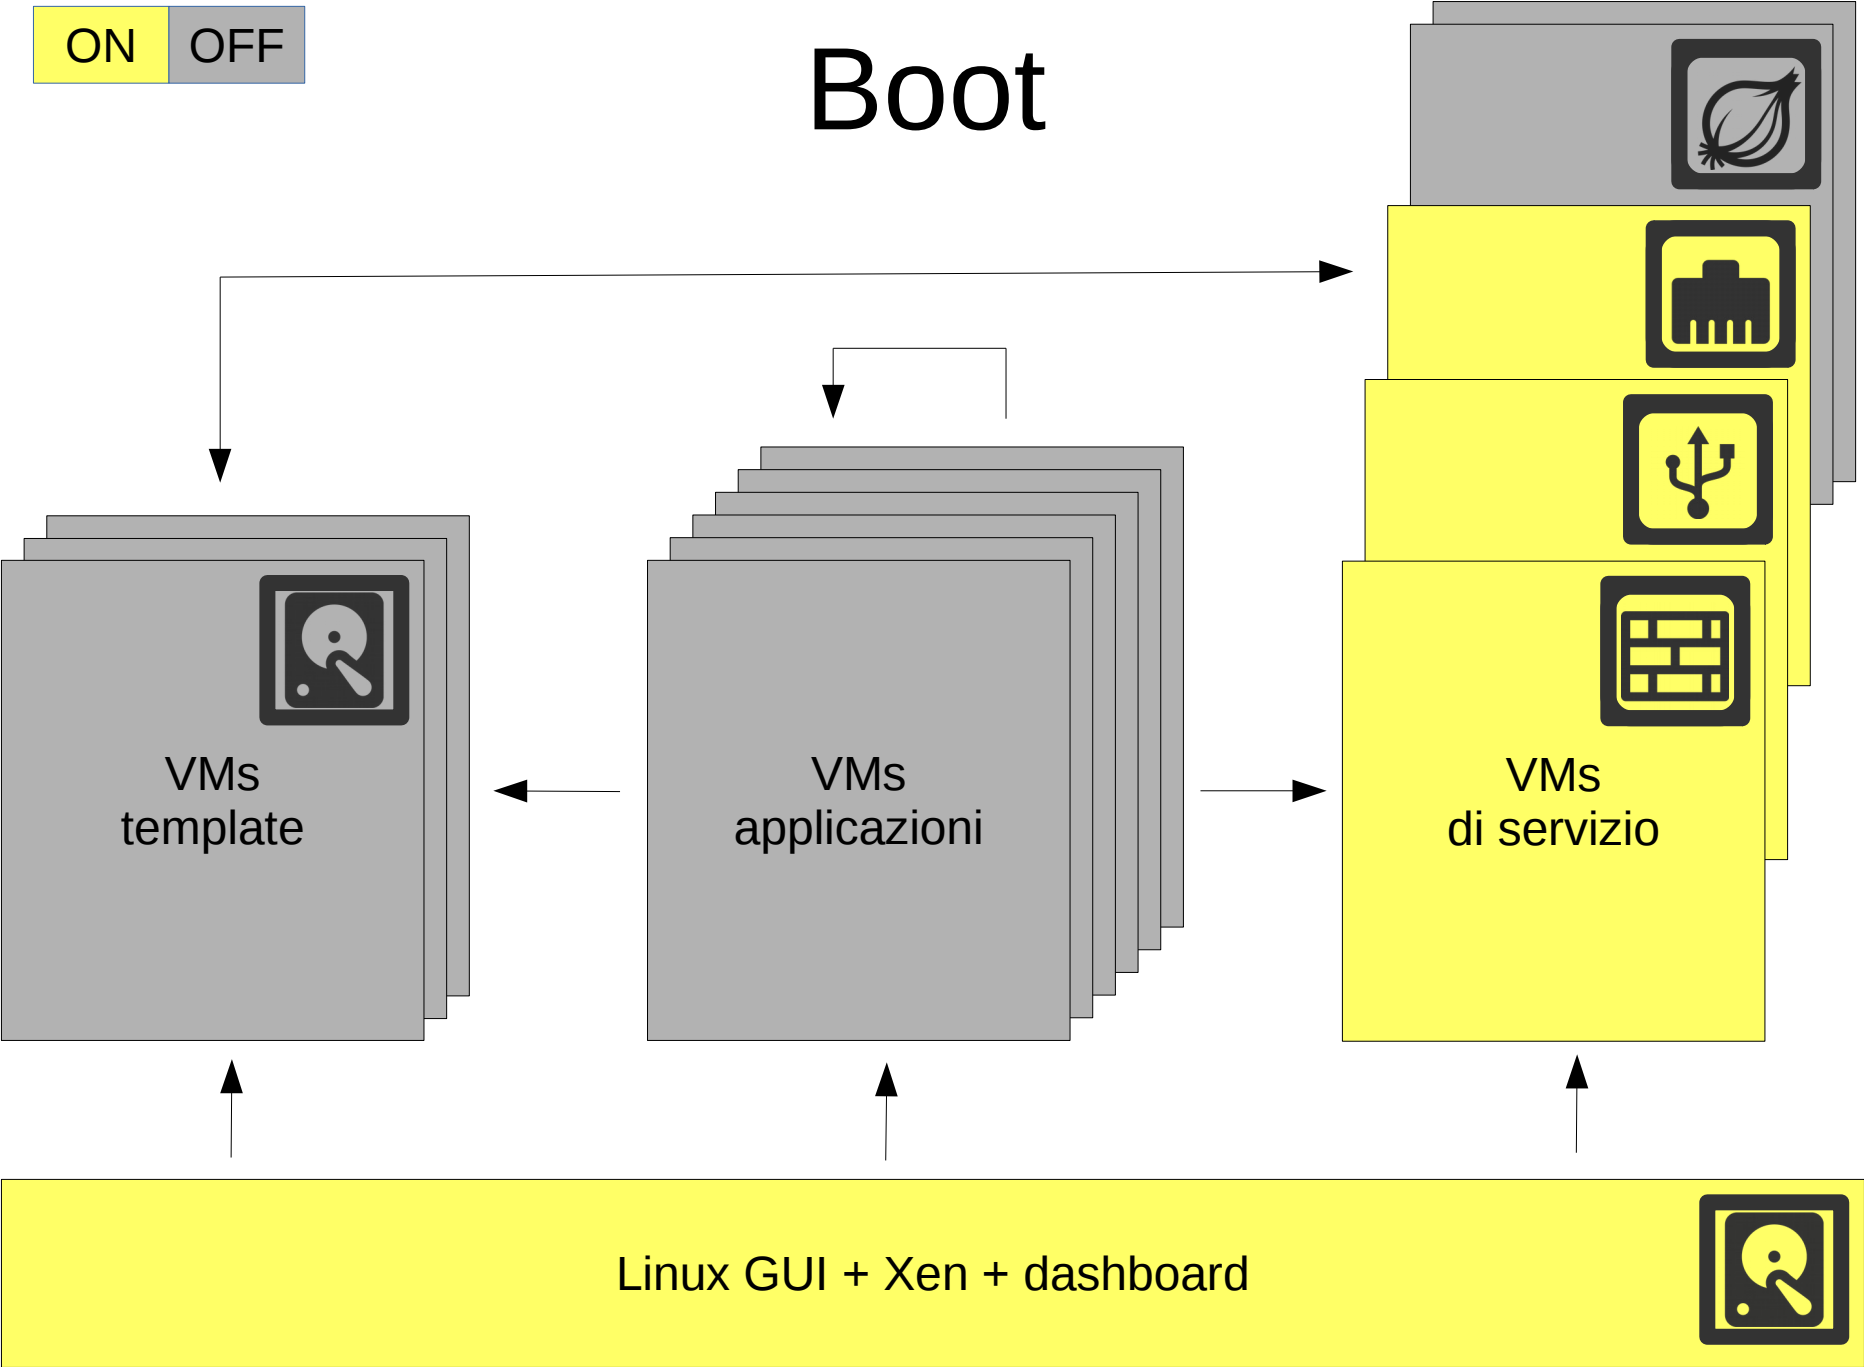 ON OFF
Boot
VMs
template
VMs
applicazioni
VMs
di servizio
Linux GUI + Xen + dashboard